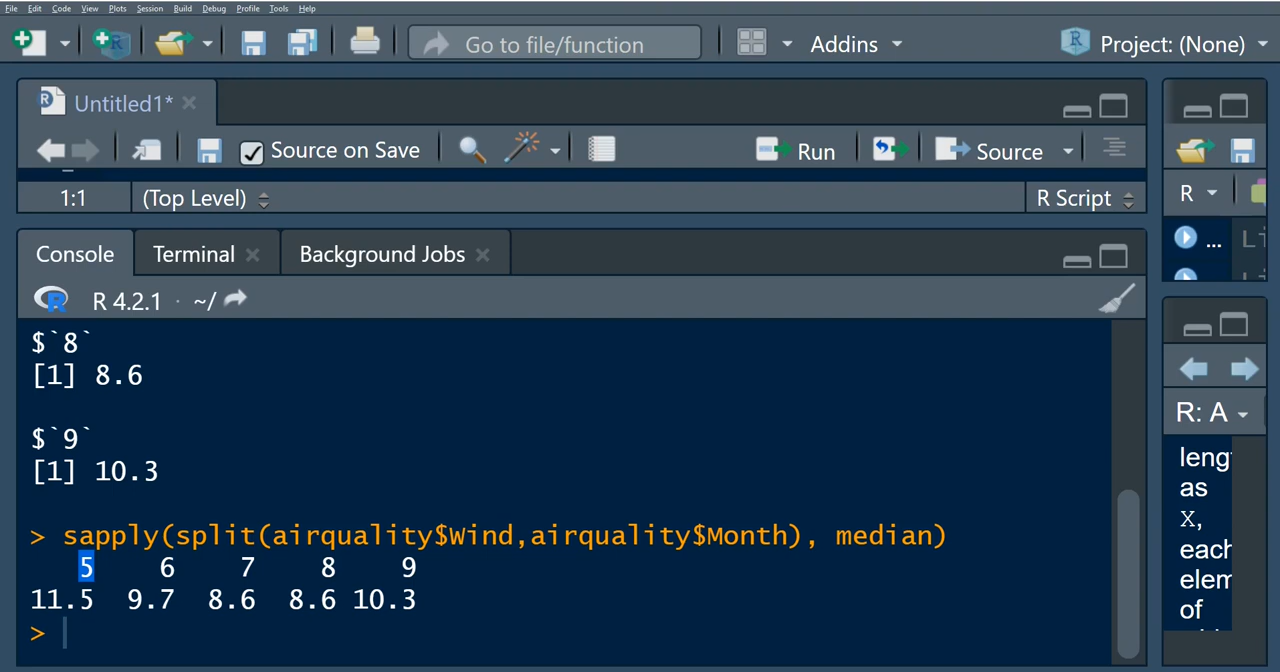 File Edit Code View Plots Session Build Debug Profile Tools Help
Go to file/function Addins Project: (None)
Untitled1*
Source on Save Run Source
1:1 (Top Level) R Script
R
...
Console Terminal Background Jobs
R 4.2.1 · ~/
$`8`
[1] 8.6
$`9`
[1] 10.3
> sapply(split(airquality$Wind,airquality$Month), median)
5 6 7 8 9
11.5 9.7 8.6 8.6 10.3
>
R: A
leng
as
X,
each
elem
of